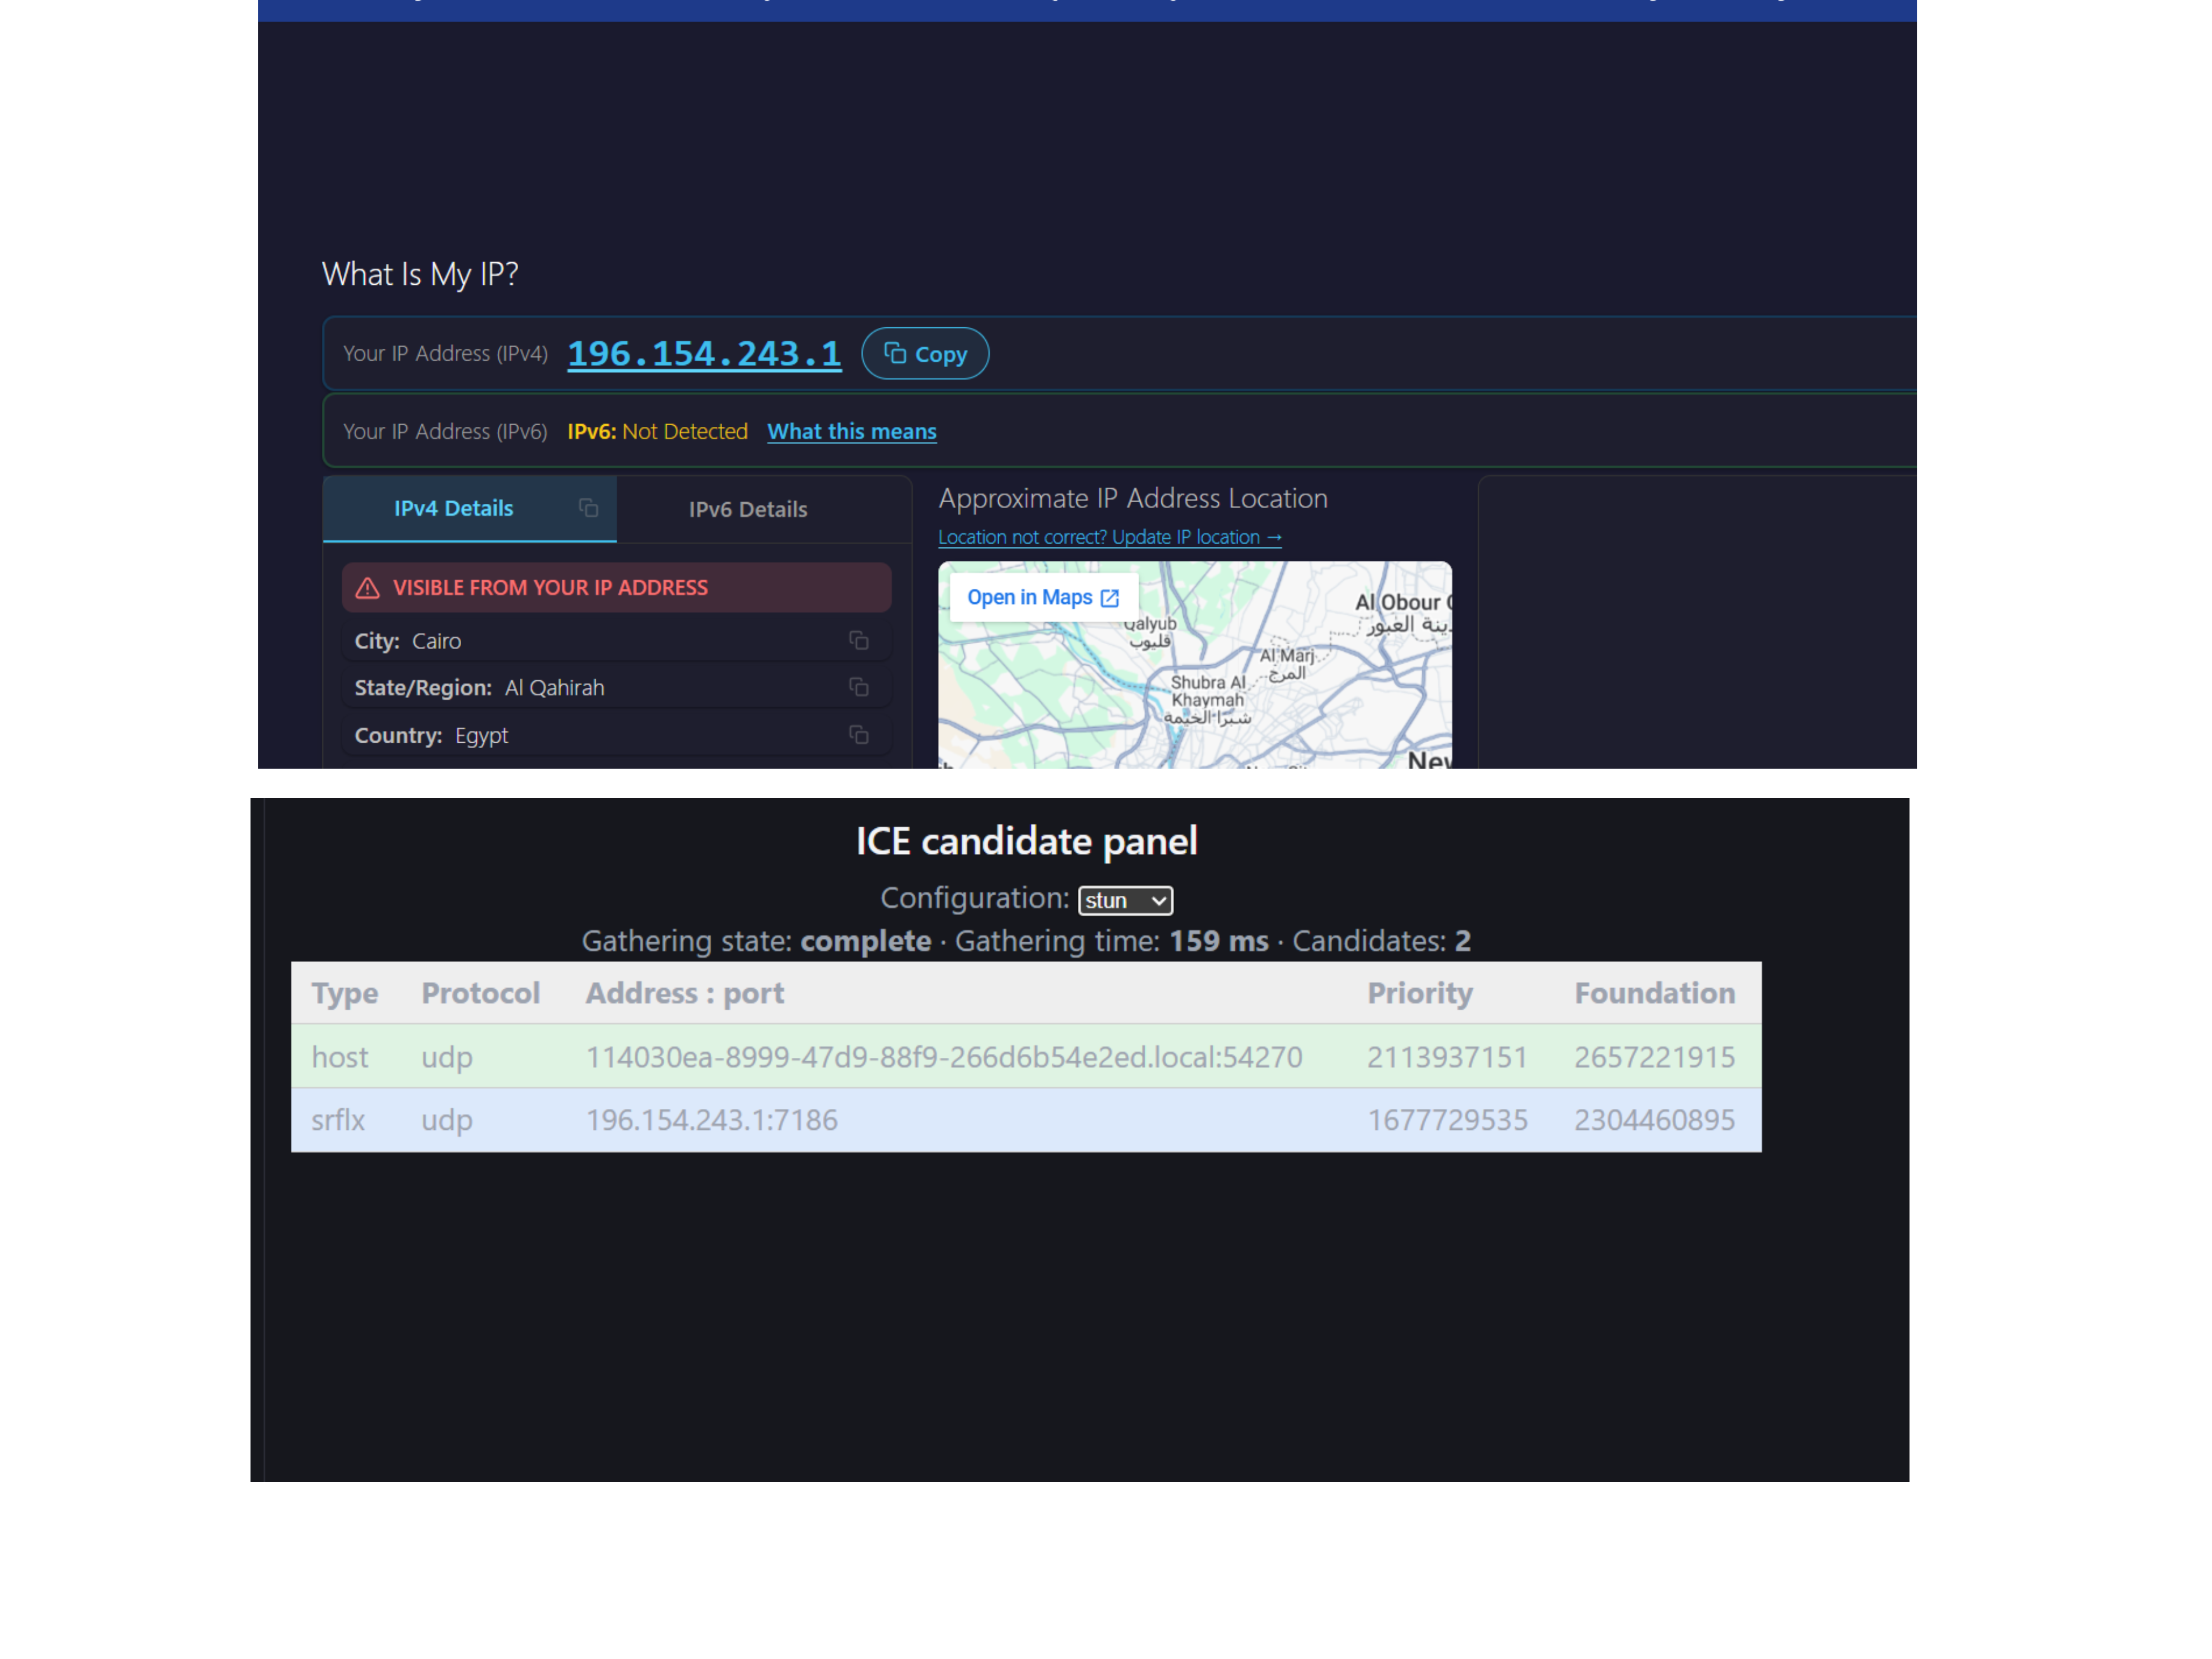 What Is My IP?
Your IP Address (IPv4) 196.154.243.1 Copy
Your IP Address (IPv6) IPv6: Not Detected What this means
IPv4 Details IPv6 Details
VISIBLE FROM YOUR IP ADDRESS
City: Cairo
State/Region: Al Qahirah
Country: Egypt
Approximate IP Address Location
Location not correct? Update IP location →
Open in Maps
Al Obour
Qalyub
قليوب
Al Marj
المرج
Shubra Al
Khaymah
شبرا الخيمة
ICE candidate panel
Configuration: stun
Gathering state: complete · Gathering time: 159 ms · Candidates: 2
Type Protocol Address : port Priority Foundation
host udp 114030ea-8999-47d9-88f9-266d6b54e2ed.local:54270 2113937151 2657221915
srflx udp 196.154.243.1:7186 1677729535 2304460895